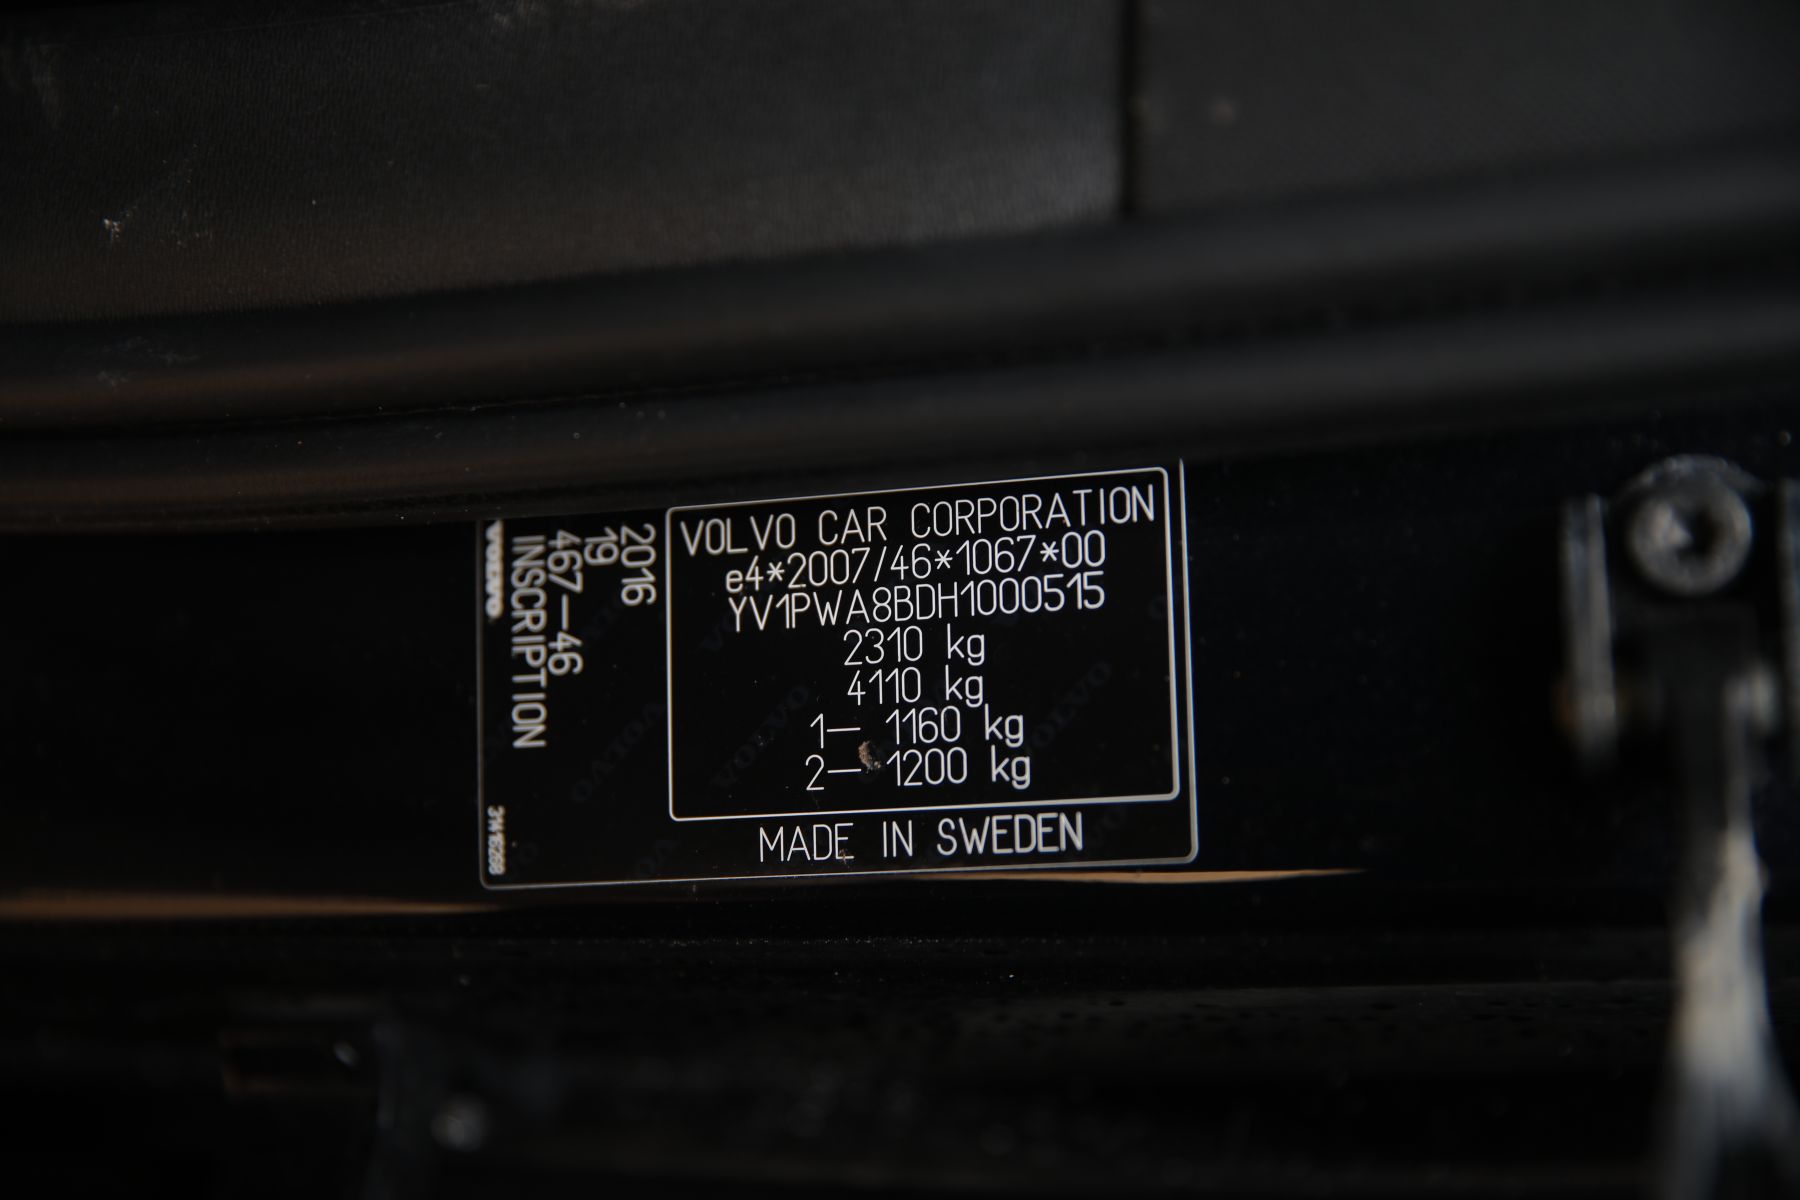 VOLVO CAR CORPORATION
e4*2007/46*1067*00
YV1PWA8BDH1000515
2310 kg
4110 kg
1– 1160 kg
2– 1200 kg
MADE IN SWEDEN
2016
19
467–46
INSCRIPTION
VOLVO